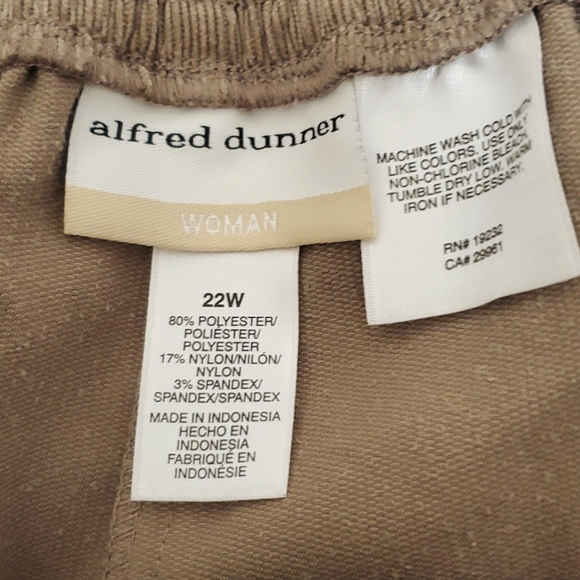 alfred dunner
WOMAN
22W
80% POLYESTER/
POLIÉSTER/
POLYESTER
17% NYLON/NILÓN/
NYLON
3% SPANDEX/
SPANDEX/SPANDEX
MADE IN INDONESIA
HECHO EN
INDONESIA
FABRIQUÉ EN
INDONÉSIE
MACHINE WASH COLD WITH
LIKE COLORS. USE ONLY
NON-CHLORINE BLEACH.
TUMBLE DRY LOW. WARM
IRON IF NECESSARY.
RN# 19232
CA# 29961